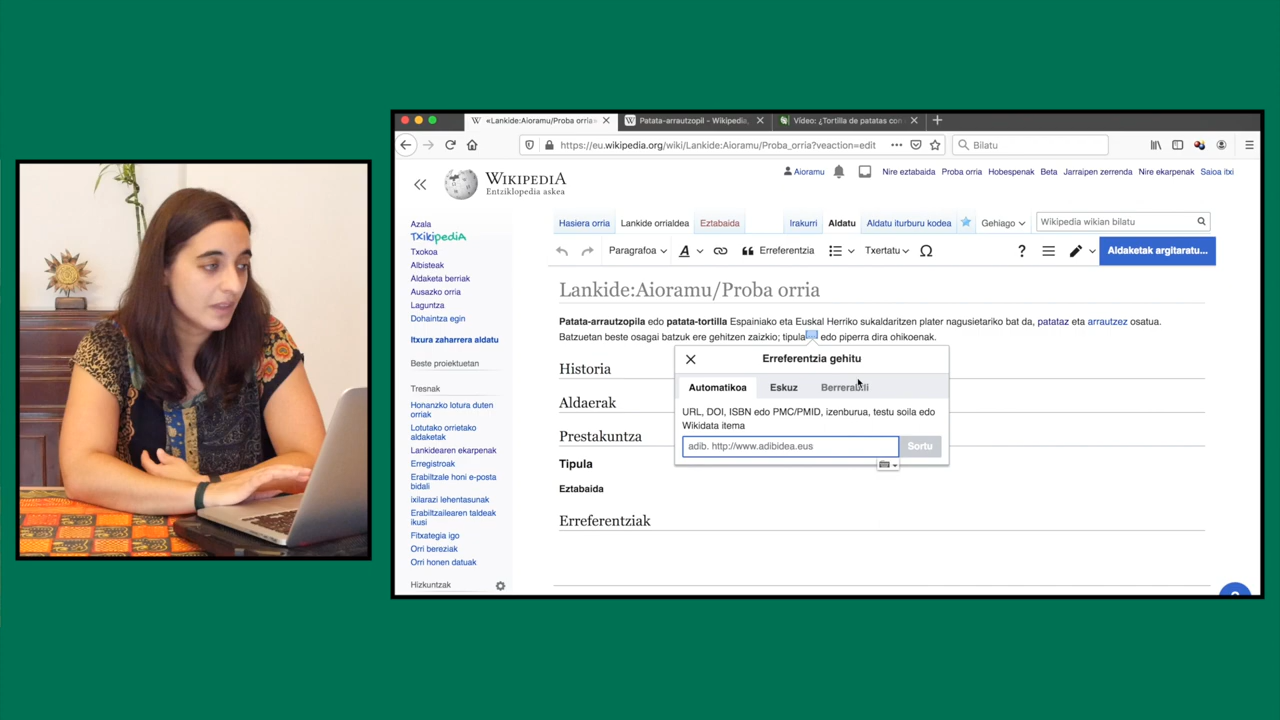 «Lankide:Aioramu/Proba orria»
Patata-arrautzopil - Wikipedia,
Vídeo: ¿Tortilla de patatas con
https://eu.wikipedia.org/wiki/Lankide:Aioramu/Proba_orria?veaction=edit
Bilatu
WIKIPEDIA
Entziklopedia askea
Aioramu
Nire eztabaida
Proba orria
Hobespenak
Beta
Jarraipen zerrenda
Nire ekarpenak
Saioa itxi
Hasiera orria
Lankide orrialdea
Eztabaida
Irakurri
Aldatu
Aldatu iturburu kodea
Gehiago
Wikipedia wikian bilatu
Paragrafoa
A
Erreferentzia
Txertatu
Ω
?
Aldaketak argitaratu...
Azala
TXikipediA
Txokoa
Albisteak
Aldaketa berriak
Ausazko orria
Laguntza
Dohaintza egin
Itxura zaharrera aldatu
Beste proiektuetan
Tresnak
Honanzko lotura duten
orriak
Lotutako orrietako
aldaketak
Lankidearen ekarpenak
Erregistroak
Erabiltzaile honi e-posta
bidali
ixilarazi lehentasunak
Erabiltzailearen taldeak
ikusi
Fitxategia igo
Orri bereziak
Orri honen datuak
Hizkuntzak
Lankide:Aioramu/Proba orria
Patata-arrautzopila edo patata-tortilla Espainiako eta Euskal Herriko sukaldaritzen plater nagusietariko bat da, patataz eta arrautzez osatua.
Batzuetan beste osagai batzuk ere gehitzen zaizkio; tipula edo piperra dira ohikoenak.
Historia
Aldaerak
Prestakuntza
Tipula
Eztabaida
Erreferentziak
Erreferentzia gehitu
Automatikoa
Eskuz
Berrerabili
URL, DOI, ISBN edo PMC/PMID, izenburua, testu soila edo
Wikidata itema
adib. http://www.adibidea.eus
Sortu